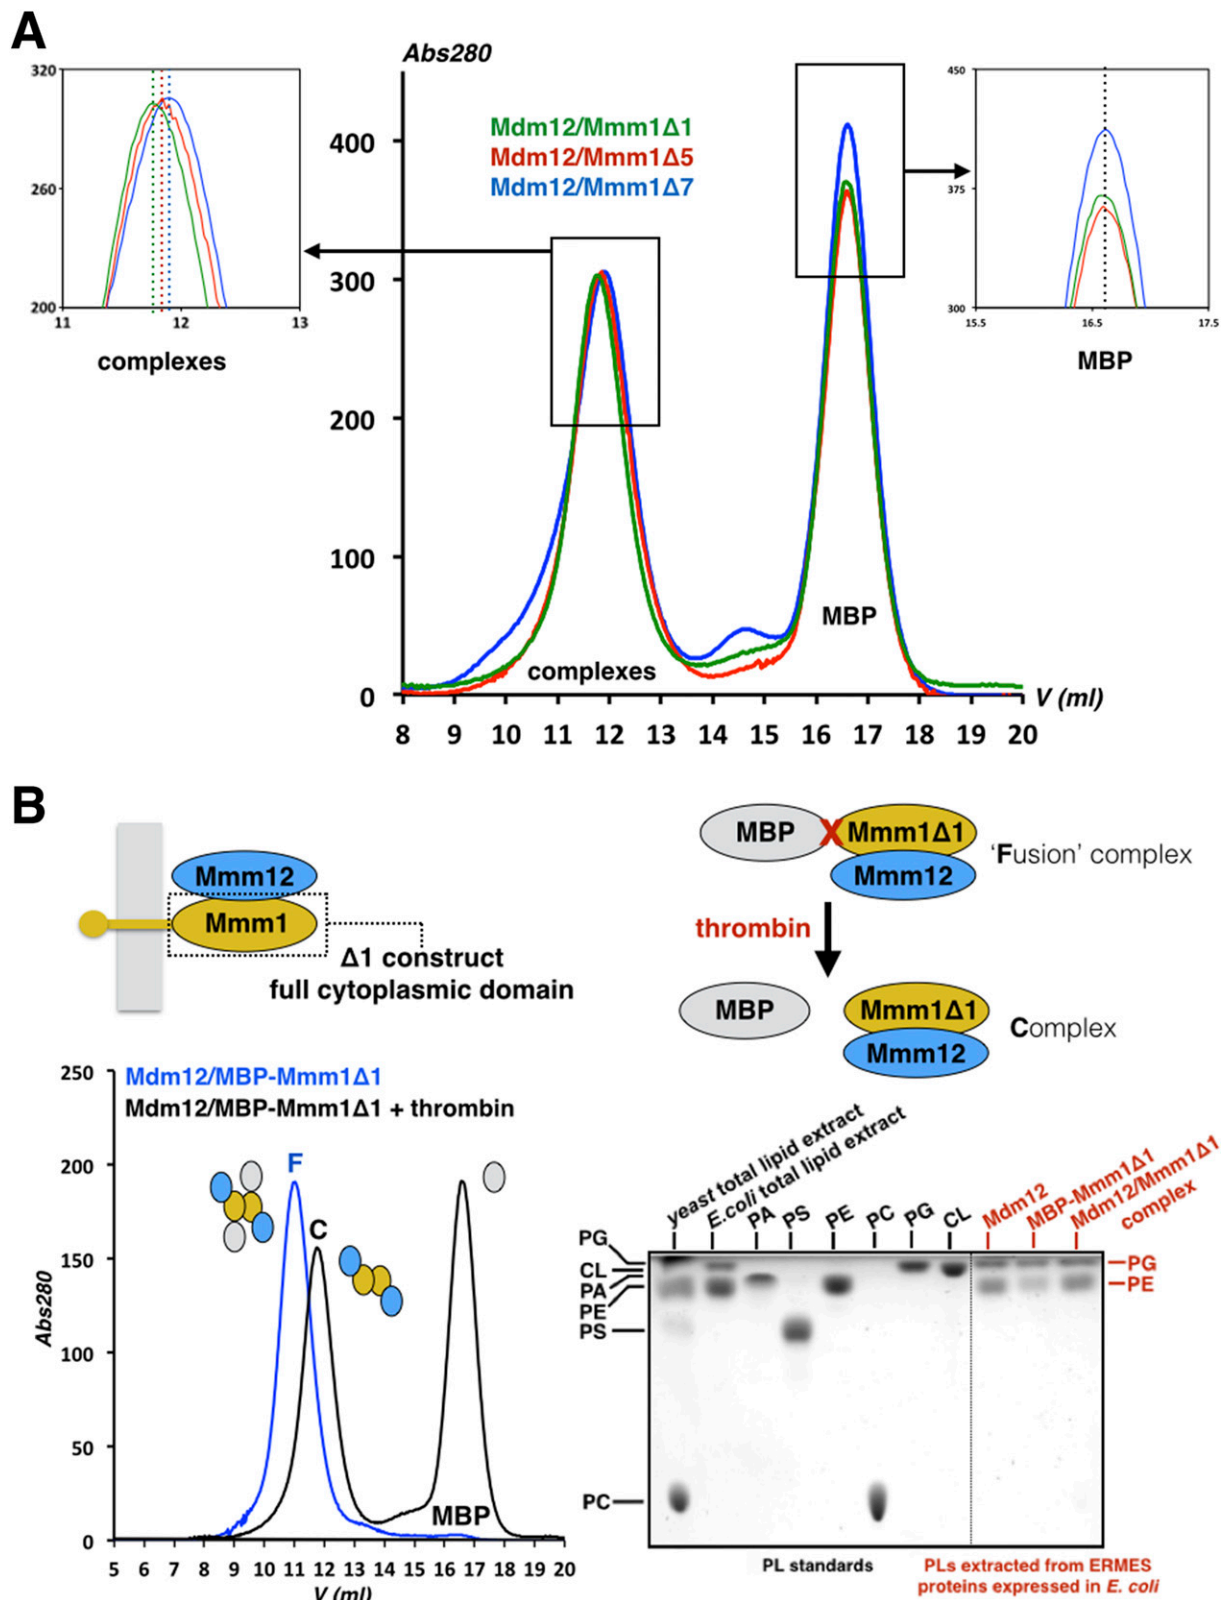 A
Abs280
320
260
200
11
12
13
complexes
Mdm12/Mmm1Δ1
Mdm12/Mmm1Δ5
Mdm12/Mmm1Δ7
450
375
300
15.5
16.5
17.5
MBP
400
300
200
100
0
complexes
MBP
V (ml)
8 9 10 11 12 13 14 15 16 17 18 19 20
B
Mmm12
Mmm1
Δ1 construct
full cytoplasmic domain
MBP X Mmm1Δ1
Mmm12
‘Fusion’ complex
thrombin
MBP
Mmm1Δ1
Mmm12
Complex
Mdm12/MBP-Mmm1Δ1
Mdm12/MBP-Mmm1Δ1 + thrombin
250
200
150
100
50
0
Abs280
F
C
MBP
5 6 7 8 9 10 11 12 13 14 15 16 17 18 19 20
V (ml)
yeast total lipid extract
E.coli total lipid extract
PA
PS
PE
PC
PG
CL
Mdm12
MBP-Mmm1Δ1
Mdm12/Mmm1Δ1
complex
PG
CL
PA
PE
PS
PC
PG
PE
PL standards
PLs extracted from ERMES
proteins expressed in E. coli